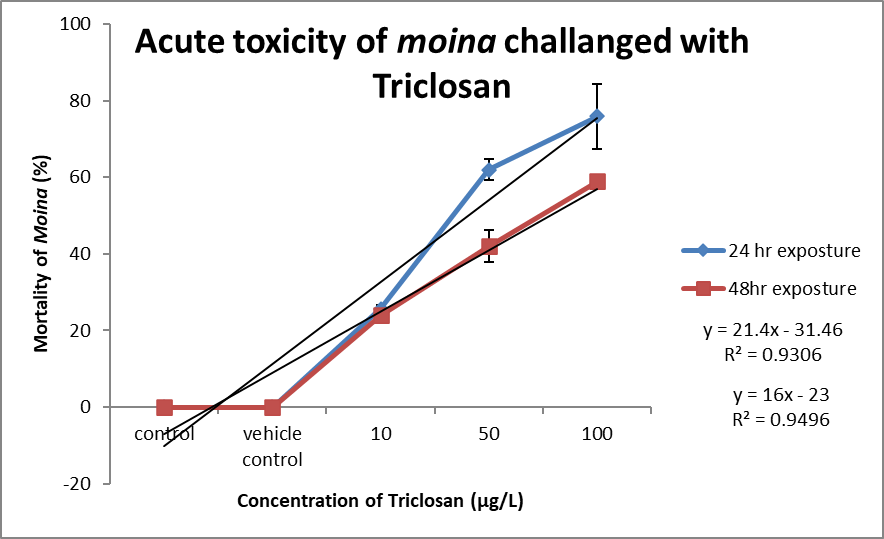 Acute toxicity of moina challanged with
Triclosan
100
80
60
40
20
0
-20
Mortality of Moina (%)
control
vehicle
control
10
50
100
Concentration of Triclosan (µg/L)
24 hr exposture
48hr exposture
y = 21.4x - 31.46
R² = 0.9306
y = 16x - 23
R² = 0.9496